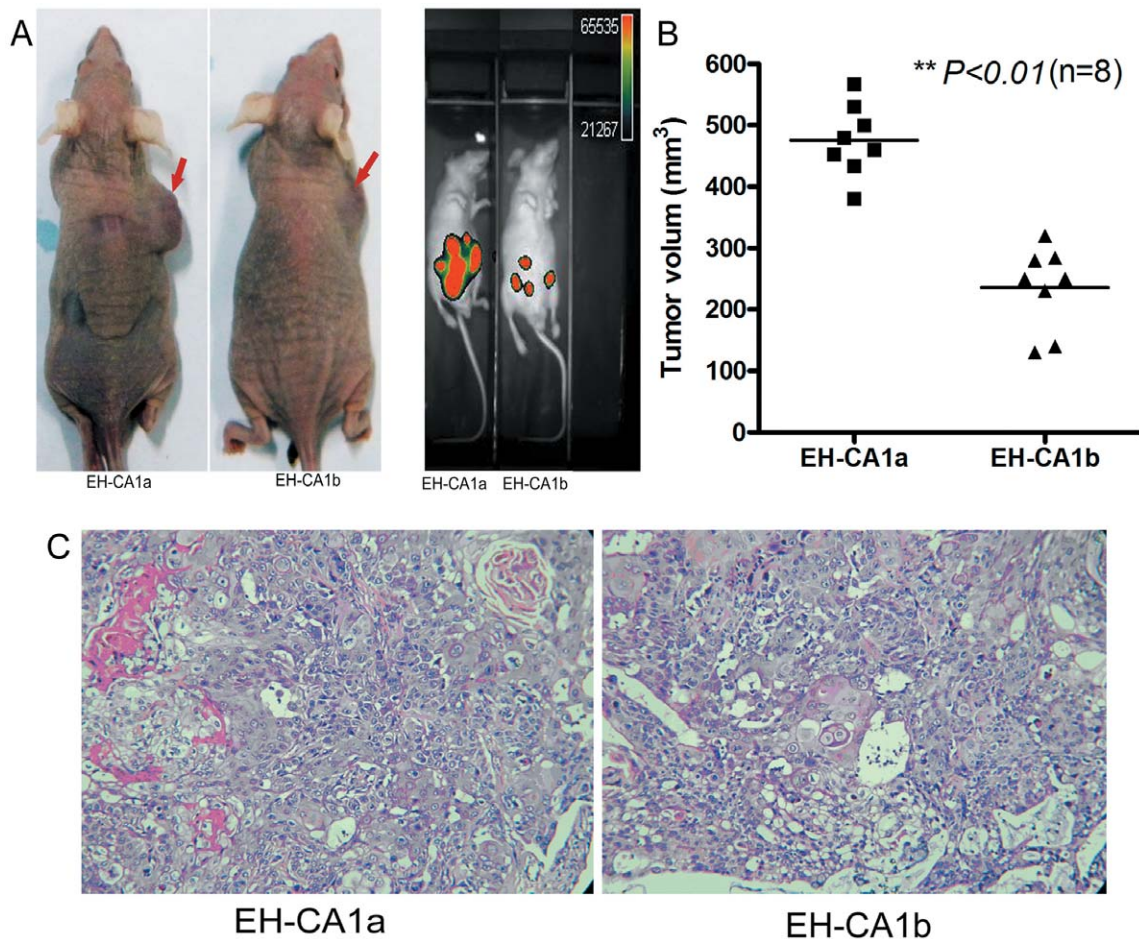 A
EH-CA1a
EH-CA1b
65535
21267
EH-CA1a EH-CA1b
B
** P<0.01(n=8)
Tumor volum (mm³)
600
500
400
300
200
100
0
EH-CA1a
EH-CA1b
C
EH-CA1a
EH-CA1b